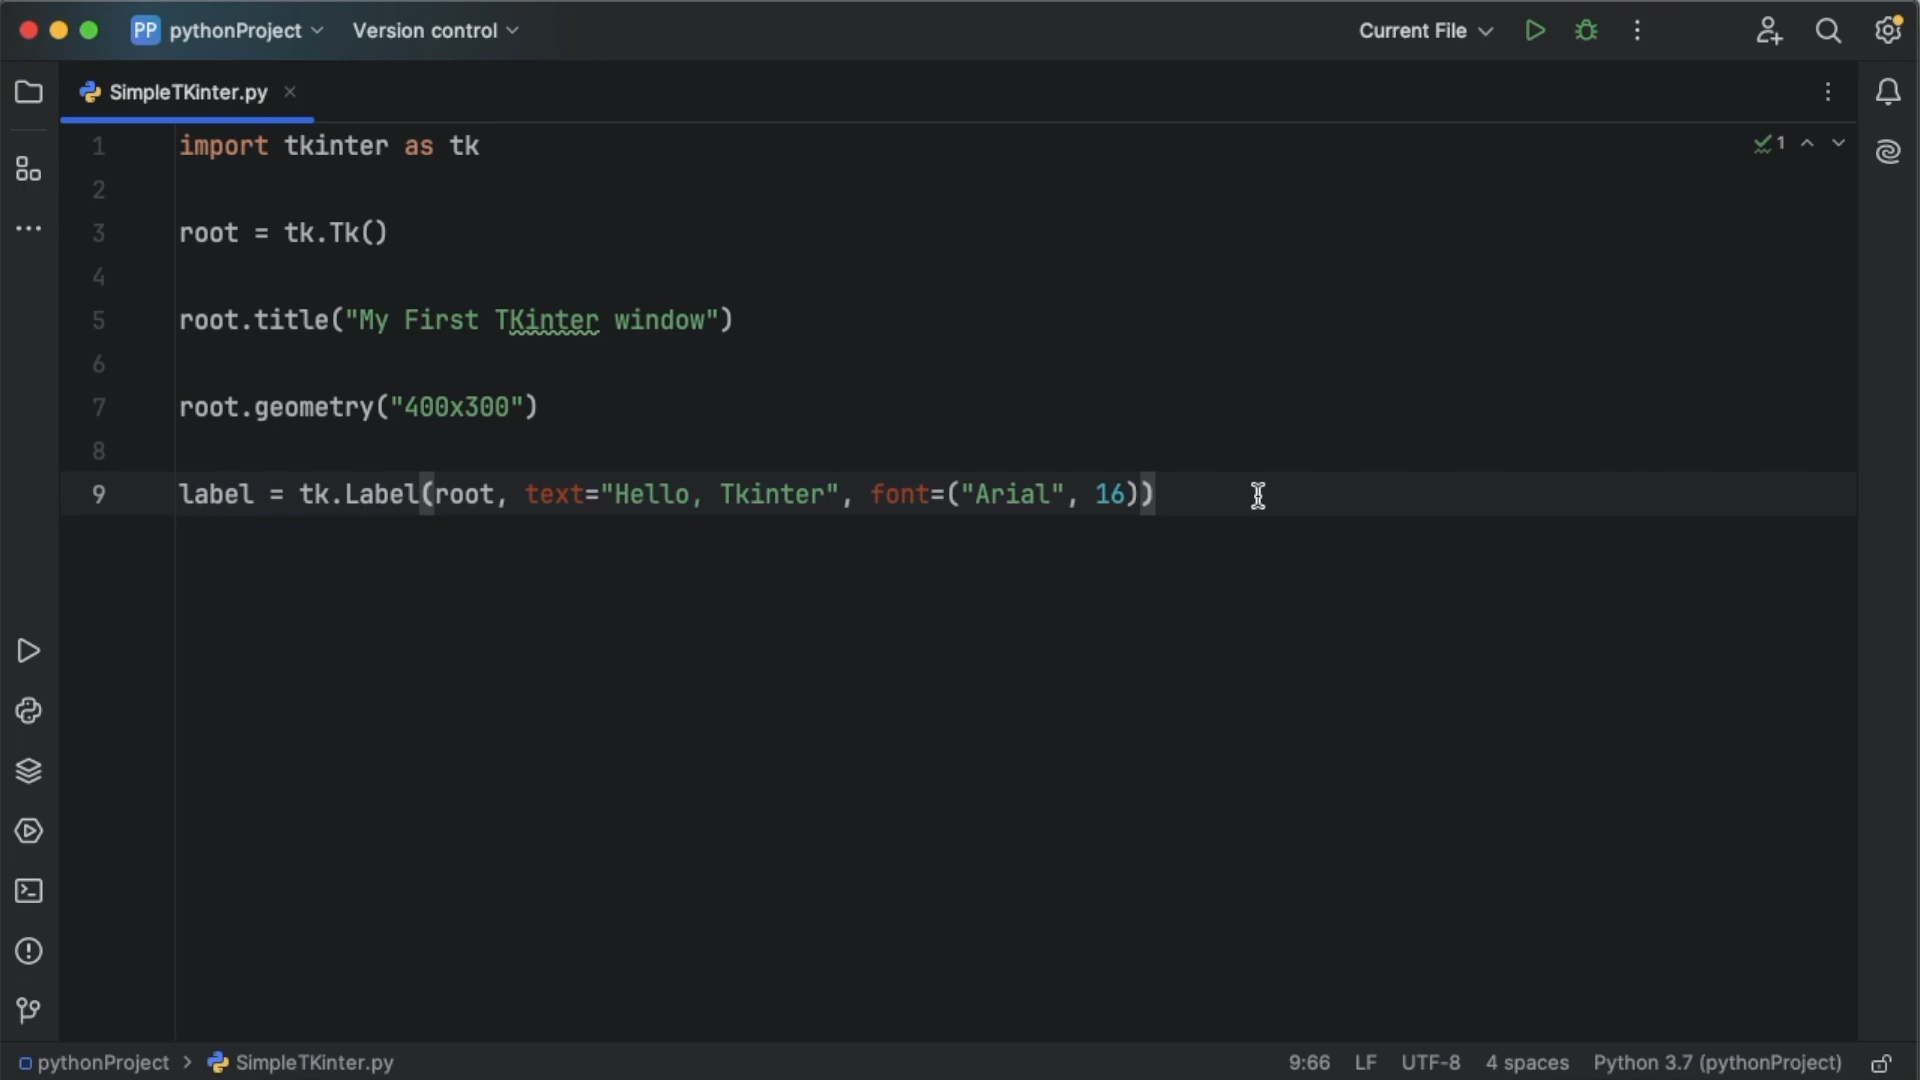 PP pythonProject Version control Current File
SimpleTKinter.py
1 import tkinter as tk
2
3 root = tk.Tk()
4
5 root.title("My First TKinter window")
6
7 root.geometry("400x300")
8
9 label = tk.Label(root, text="Hello, Tkinter", font=("Arial", 16))
1
pythonProject > SimpleTKinter.py 9:66 LF UTF-8 4 spaces Python 3.7 (pythonProject)